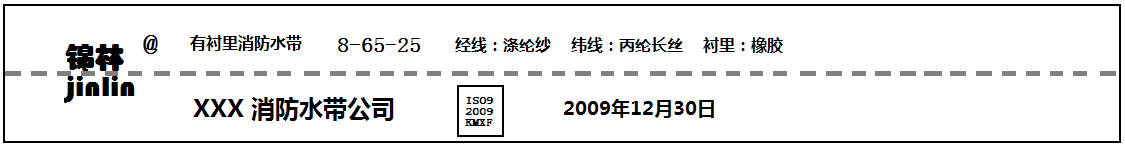 锦林
jinlin
@ 有衬里消防水带 8-65-25 经线：涤纶纱 纬线：丙纶长丝 衬里：橡胶
XXX 消防水带公司
ISO9
2009
KMXF
2009年12月30日